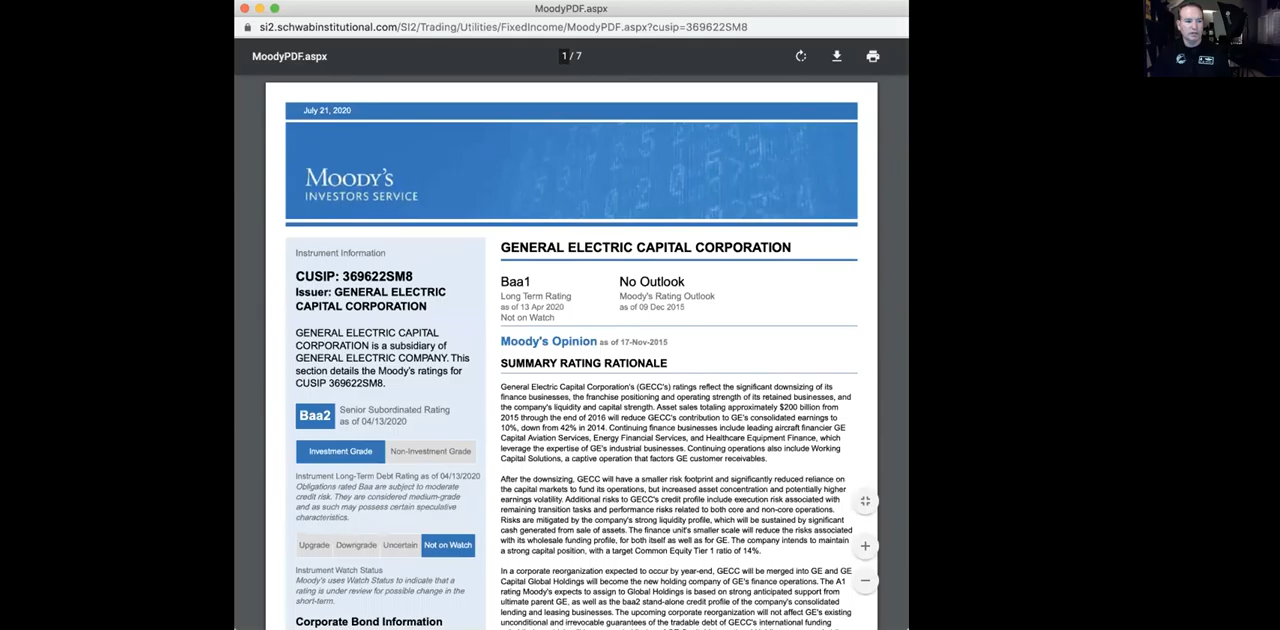 MoodyPDF.aspx
si2.schwabinstitutional.com/SI2/Trading/Utilities/FixedIncome/MoodyPDF.aspx?cusip=369622SM8
MoodyPDF.aspx
1 / 7
July 21, 2020
MOODY'S
INVESTORS SERVICE
Instrument Information
CUSIP: 369622SM8
Issuer: GENERAL ELECTRIC
CAPITAL CORPORATION
GENERAL ELECTRIC CAPITAL
CORPORATION is a subsidiary of
GENERAL ELECTRIC COMPANY. This
section details the Moody's ratings for
CUSIP 369622SM8.
Baa2
Senior Subordinated Rating
as of 04/13/2020
Investment Grade
Non-Investment Grade
Instrument Long-Term Debt Rating as of 04/13/2020
Obligations rated Baa are subject to moderate
credit risk. They are considered medium-grade
and as such may possess certain speculative
characteristics.
Upgrade
Downgrade
Uncertain
Not on Watch
Instrument Watch Status
Moody's uses Watch Status to indicate that a
rating is under review for possible change in the
short-term.
Corporate Bond Information
GENERAL ELECTRIC CAPITAL CORPORATION
Baa1
Long Term Rating
as of 13 Apr 2020
Not on Watch
No Outlook
Moody's Rating Outlook
as of 09 Dec 2015
Moody's Opinion as of 17-Nov-2015
SUMMARY RATING RATIONALE
General Electric Capital Corporation's (GECC's) ratings reflect the significant downsizing of its
finance businesses, the franchise positioning and operating strength of its retained businesses, and
the company's liquidity and capital strength. Asset sales totaling approximately $200 billion from
2015 through the end of 2016 will reduce GECC's contribution to GE's consolidated earnings to
10%, down from 42% in 2014. Continuing finance businesses include leading aircraft financier GE
Capital Aviation Services, Energy Financial Services, and Healthcare Equipment Finance, which
leverage the expertise of GE's industrial businesses. Continuing operations also include Working
Capital Solutions, a captive operation that factors GE customer receivables.
After the downsizing, GECC will have a smaller risk footprint and significantly reduced reliance on
the capital markets to fund its operations, but increased asset concentration and potentially higher
earnings volatility. Additional risks to GECC's credit profile include execution risk associated with
remaining transition tasks and performance risks related to both core and non-core operations.
Risks are mitigated by the company's strong liquidity profile, which will be sustained by significant
cash generated from sale of assets. The finance unit's smaller scale will reduce the risks associated
with its wholesale funding profile, for both itself as well as for GE. The company intends to maintain
a strong capital position, with a target Common Equity Tier 1 ratio of 14%.
In a corporate reorganization expected to occur by year-end, GECC will be merged into GE and GE
Capital Global Holdings will become the new holding company of GE's finance operations. The A1
rating Moody's expects to assign to Global Holdings is based on strong anticipated support from
ultimate parent GE, as well as the baa2 stand-alone credit profile of the company's consolidated
lending and leasing businesses. The upcoming corporate reorganization will not affect GE's existing
unconditional and irrevocable guarantees of the tradable debt of GECC's international funding